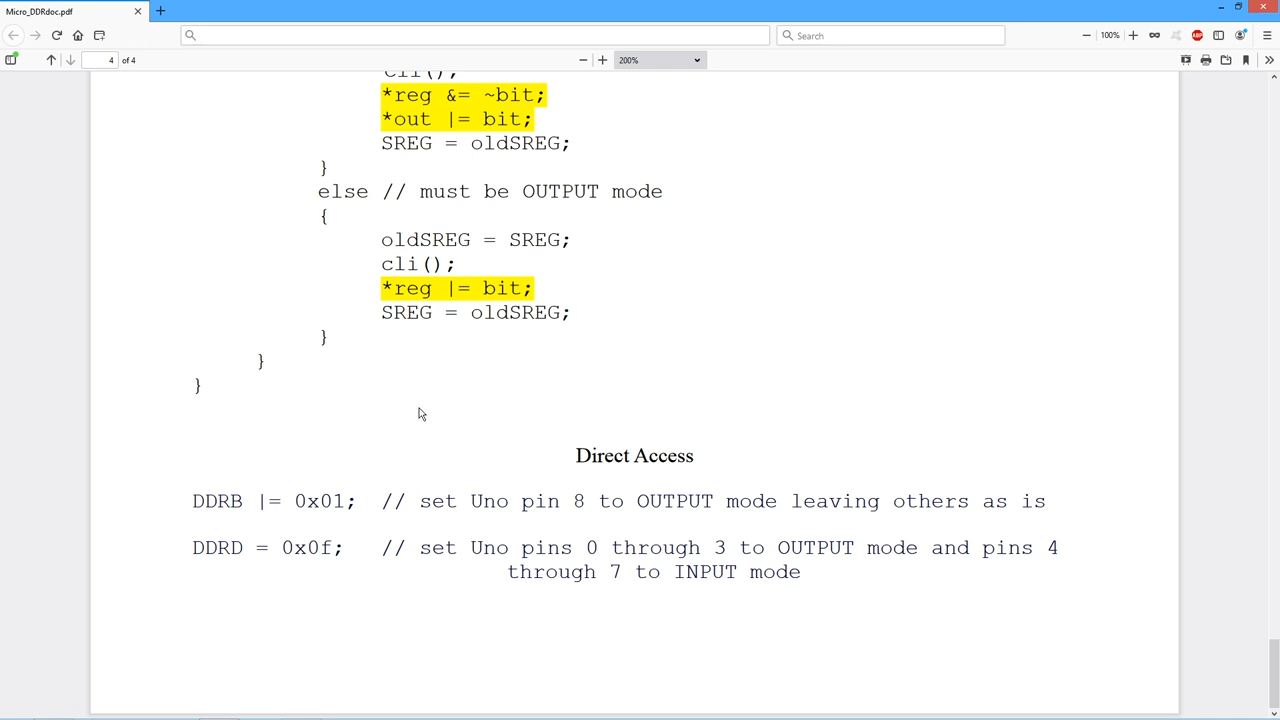 Micro_DDRdoc.pdf
Search
100%
ABP
4 of 4
200%
cli();
*reg &= ~bit;
*out |= bit;
SREG = oldSREG;
}
else // must be OUTPUT mode
{
oldSREG = SREG;
cli();
*reg |= bit;
SREG = oldSREG;
}
}
}
Direct Access
DDRB |= 0x01; // set Uno pin 8 to OUTPUT mode leaving others as is
DDRD = 0x0f; // set Uno pins 0 through 3 to OUTPUT mode and pins 4
through 7 to INPUT mode